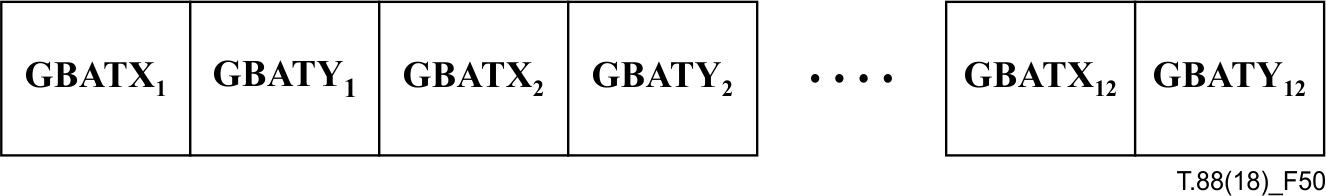 GBATX₁ GBATY₁ GBATX₂ GBATY₂ .... GBATX₁₂ GBATY₁₂
T.88(18)_F50